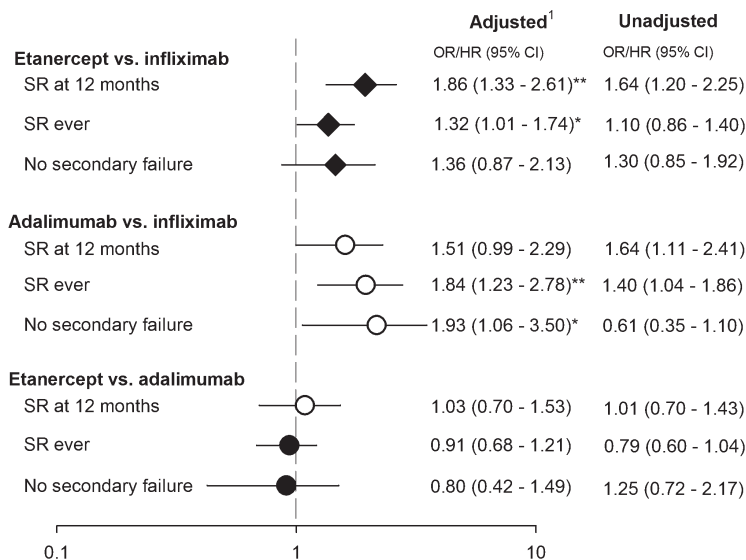 Adjusted1 Unadjusted
OR/HR (95% CI) OR/HR (95% CI)
Etanercept vs. infliximab
SR at 12 months 1.86 (1.33 - 2.61)** 1.64 (1.20 - 2.25)
SR ever 1.32 (1.01 - 1.74)* 1.10 (0.86 - 1.40)
No secondary failure 1.36 (0.87 - 2.13) 1.30 (0.85 - 1.92)
Adalimumab vs. infliximab
SR at 12 months 1.51 (0.99 - 2.29) 1.64 (1.11 - 2.41)
SR ever 1.84 (1.23 - 2.78)** 1.40 (1.04 - 1.86)
No secondary failure 1.93 (1.06 - 3.50)* 0.61 (0.35 - 1.10)
Etanercept vs. adalimumab
SR at 12 months 1.03 (0.70 - 1.53) 1.01 (0.70 - 1.43)
SR ever 0.91 (0.68 - 1.21) 0.79 (0.60 - 1.04)
No secondary failure 0.80 (0.42 - 1.49) 1.25 (0.72 - 2.17)
0.1 1 10